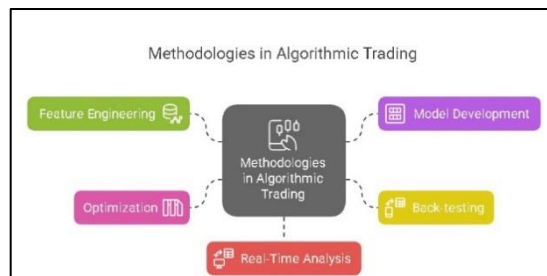 Methodologies in Algorithmic Trading
Feature Engineering
Model Development
Methodologies
in Algorithmic
Trading
Optimization
Back-testing
Real-Time Analysis